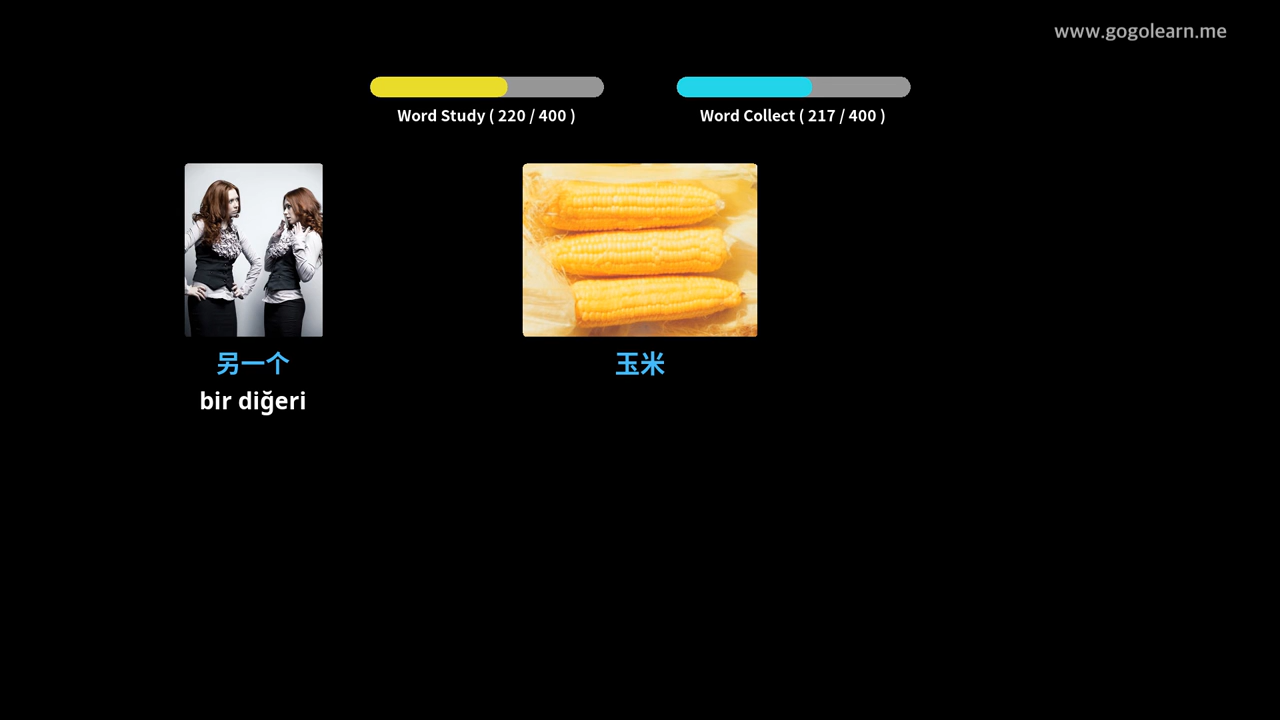 www.gogolearn.me
Word Study ( 220 / 400 )
Word Collect ( 217 / 400 )
另一个
bir diğeri
玉米